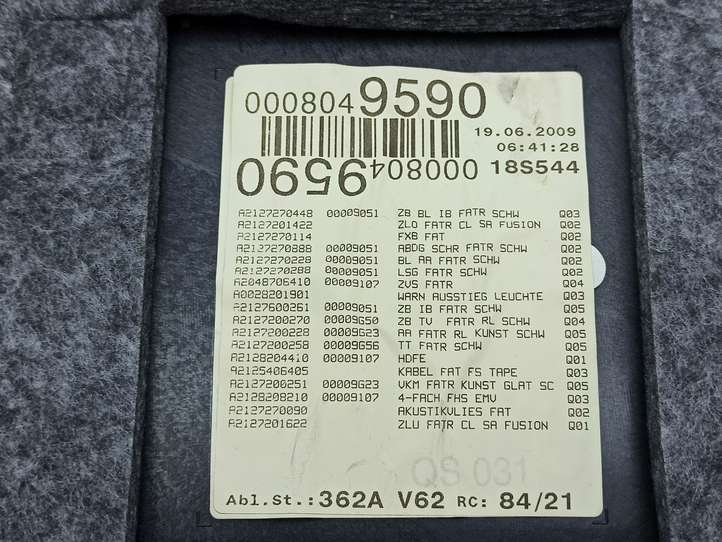 0008049590
19.06.2009
06:41:28
0008049590
18S544
A2127270448 00009051 ZB BL IB FATR SCHW Q03
A2127201422 ZLO FATR CL SA FUSION Q02
A2127270114 FXB FAT Q02
A2127270888 00009051 ABDG SCHR FATR SCHW Q02
A2127270228 00009051 BL AA FATR SCHW Q02
A2127270288 00009051 LSG FATR SCHW Q02
A2048706410 00009107 ZVS FATR Q04
A0028201901 WARN AUSSTIEG LEUCHTE Q03
A2127600261 00009051 ZB IB FATR SCHW Q05
A2127200270 00009G50 ZB TV FATR RL SCHW Q04
A2127200228 00009G23 AA FATR RL KUNST SCHW Q05
A2127200258 00009G56 TT FATR SCHW Q05
A2128204410 00009107 HDFE Q01
A2125406405 KABEL FAT FS TAPE Q03
A2127200251 00009G23 VKM FATR KUNST GLAT SC Q05
A2128208210 00009107 4-FACH FHS EMV Q03
A2127270090 AKUSTIKVLIES FAT Q02
A2127201622 ZLU FATR CL SA FUSION Q01
QS 031
Abl.St.: 362A V62 RC: 84/21